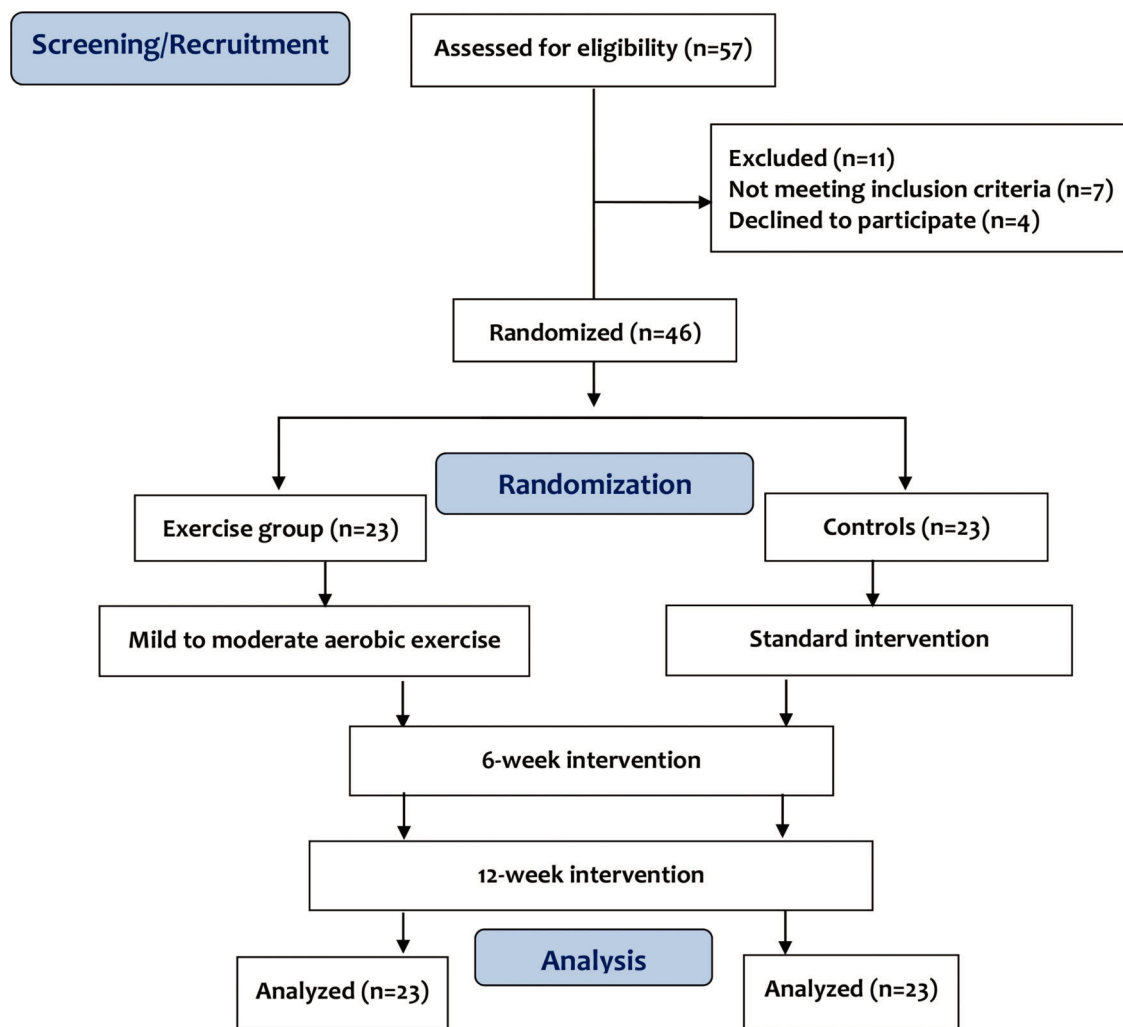 Screening/Recruitment
Assessed for eligibility (n=57)
Excluded (n=11)
Not meeting inclusion criteria (n=7)
Declined to participate (n=4)
Randomized (n=46)
Randomization
Exercise group (n=23)
Controls (n=23)
Mild to moderate aerobic exercise
Standard intervention
6-week intervention
12-week intervention
Analysis
Analyzed (n=23)
Analyzed (n=23)